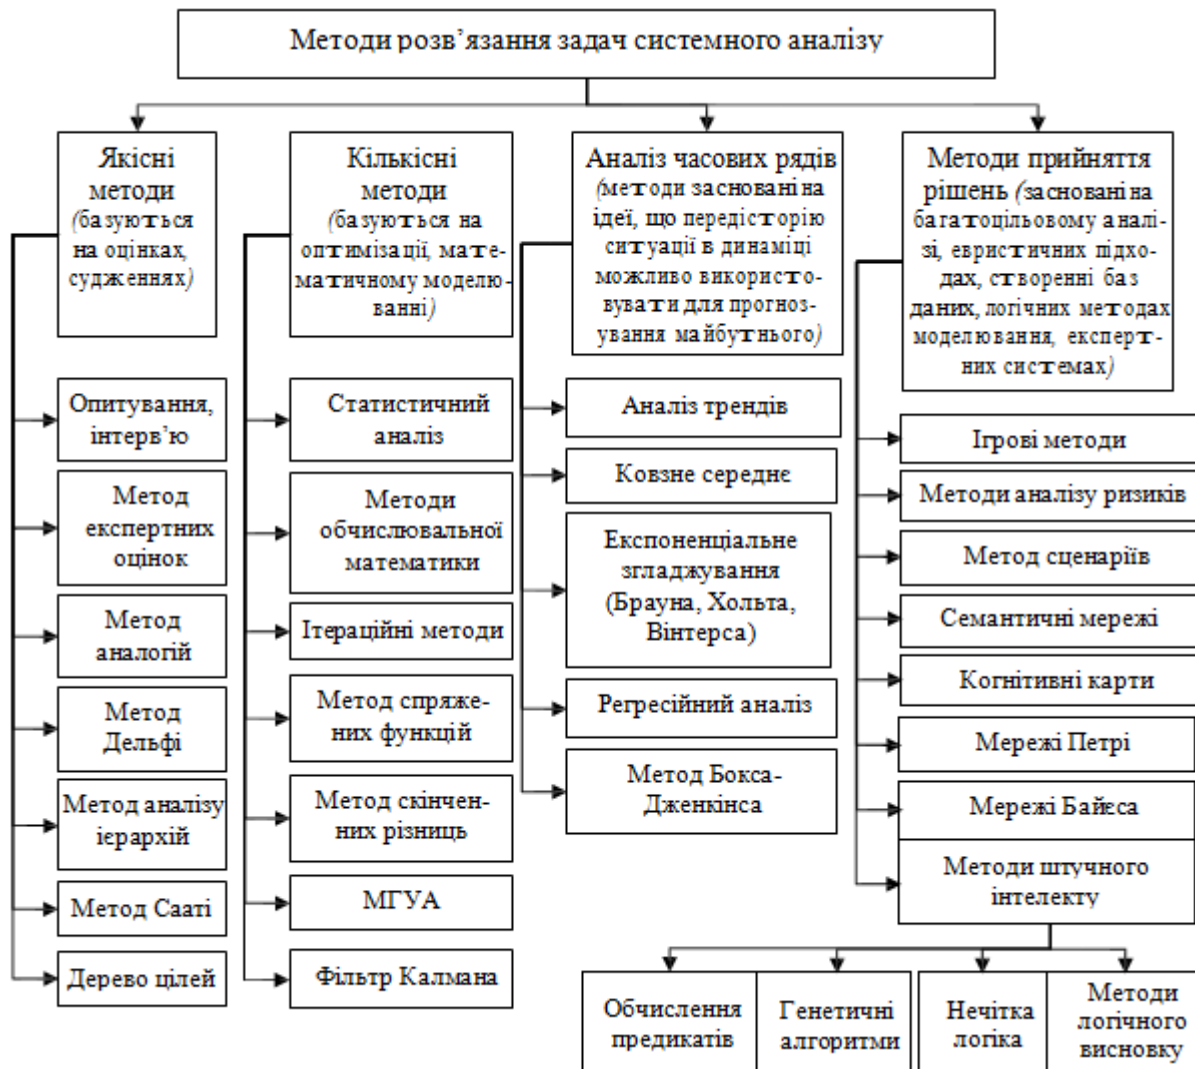 Методи розв’язання задач системного аналізу
Якісні
методи
(базуються
на оцінках,
судженнях)
Опитування,
інтерв’ю
Метод
експертних
оцінок
Метод
аналогій
Метод
Дельфі
Метод аналізу
ієрархій
Метод Сааті
Дерево цілей
Кількісні
методи
(базуються на
оптимізації, мате-
матичному моделю-
ванні)
Статистичний
аналіз
Методи
обчислювальної
математики
Ітераційні методи
Метод спряже-
них функцій
Метод скінчен-
них різниць
МГУА
Фільтр Калмана
Аналіз часових рядів
(методи засновані на
ідеї, що передісторію
ситуації в динаміці
можливо використо-
вувати для прогноз-
ування майбутнього)
Аналіз трендів
Ковзне середнє
Експоненціальне
згладжування
(Брауна, Хольта,
Вінтерса)
Регресійний аналіз
Метод Бокса-
Дженкінса
Методи прийняття
рішень (засновані на
багатоцільовому аналі-
зі, евристичних підхо-
дах, створенні баз
даних, логічних методах
моделювання, експерт-
них системах)
Ігрові методи
Методи аналізу ризиків
Метод сценаріїв
Семантичні мережі
Когнітивні карти
Мережі Петрі
Мережі Байєса
Методи штучного
інтелекту
Обчислення
предикатів
Генетичні
алгоритми
Нечітка
логіка
Методи
логічного
висновку